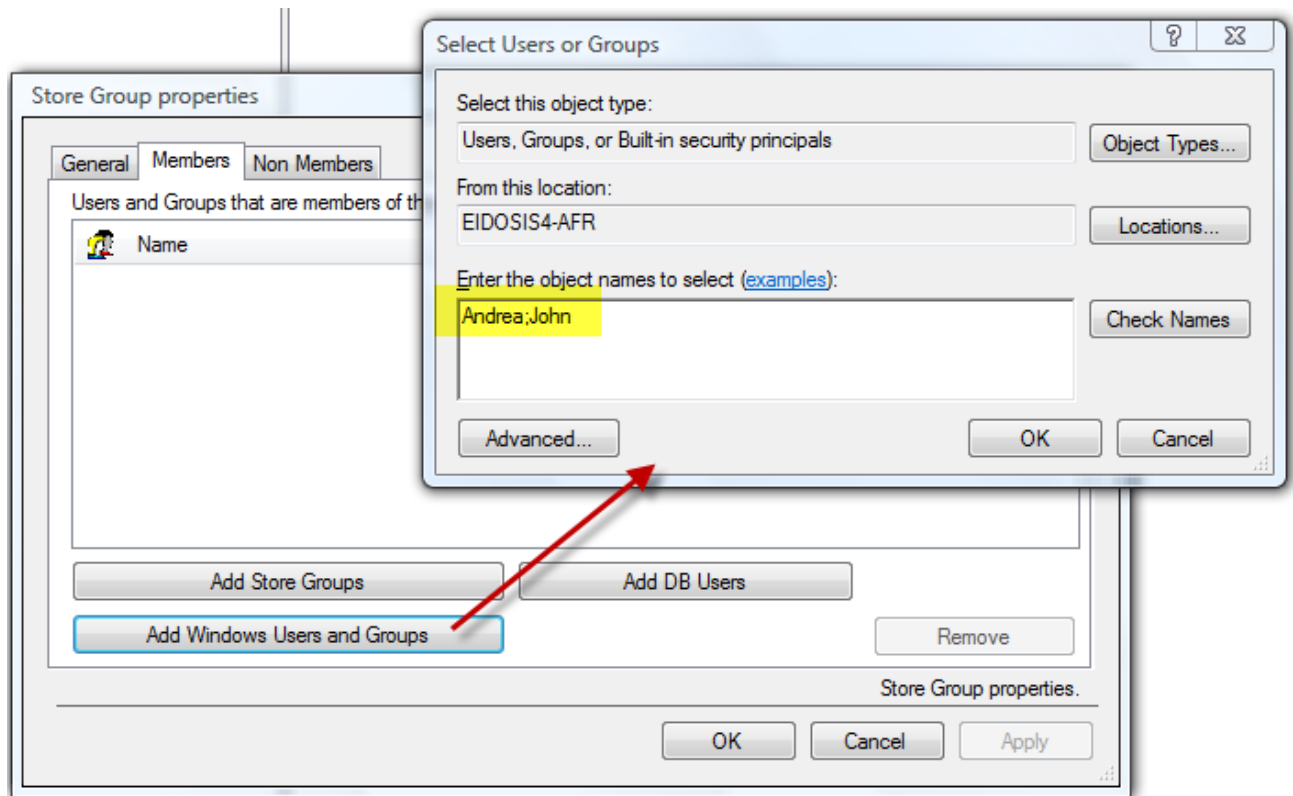 Select Users or Groups
Select this object type:
Users, Groups, or Built-in security principals
Object Types...
From this location:
EIDOSIS4-AFR
Locations...
Enter the object names to select (examples):
Andrea;John
Check Names
Advanced...
OK Cancel
Store Group properties
General Members Non Members
Users and Groups that are members of
Name
Add Store Groups Add DB Users
Add Windows Users and Groups Remove
Store Group properties.
OK Cancel Apply